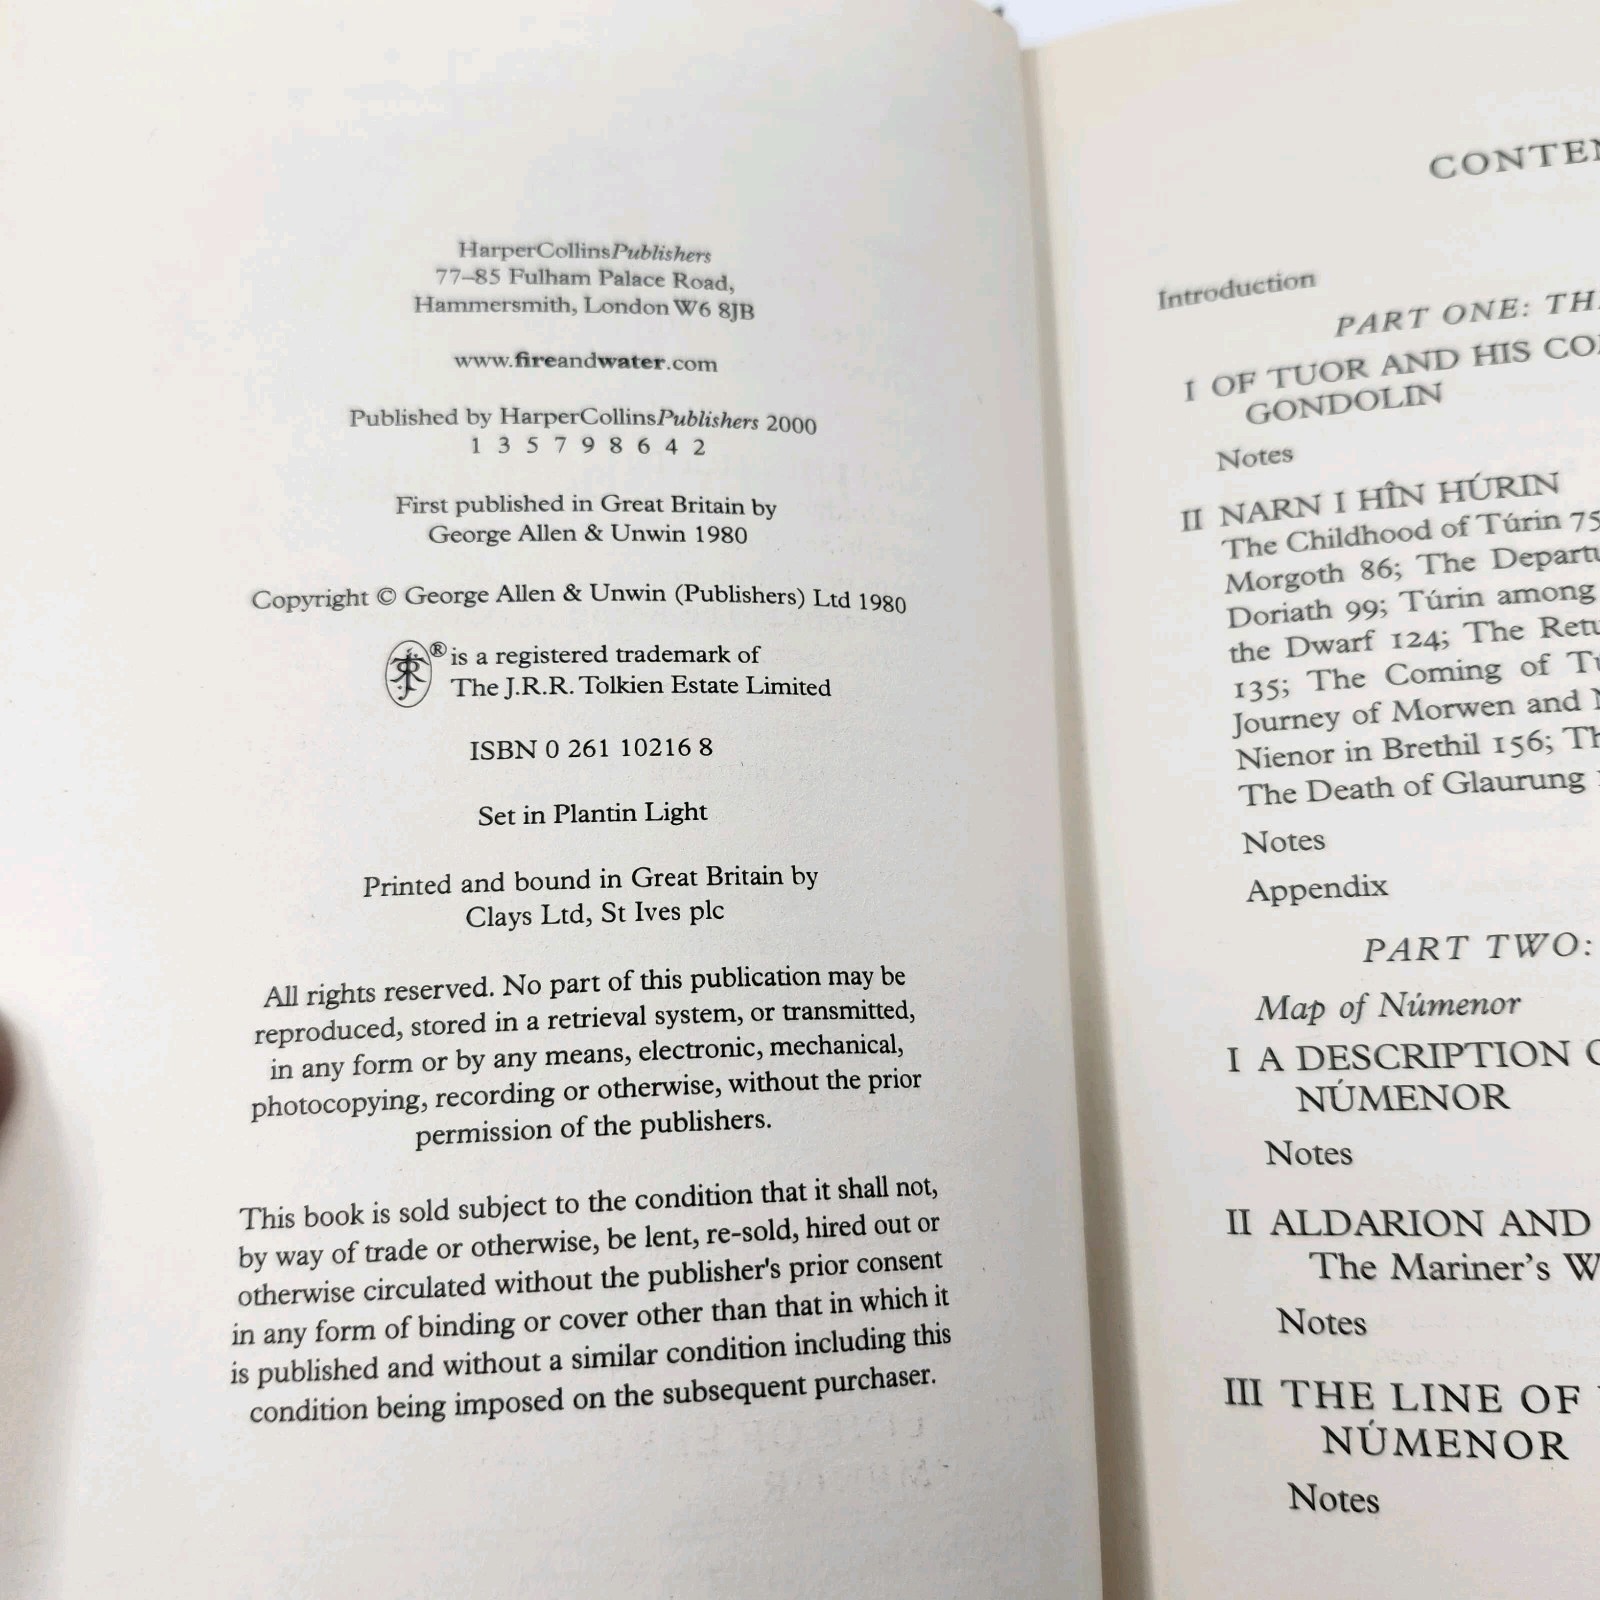 HarperCollinsPublishers
77–85 Fulham Palace Road,
Hammersmith, London W6 8JB
www.fireandwater.com
Published by HarperCollinsPublishers 2000
1 3 5 7 9 8 6 4 2
First published in Great Britain by
George Allen & Unwin 1980
Copyright © George Allen & Unwin (Publishers) Ltd 1980
® is a registered trademark of
The J.R.R. Tolkien Estate Limited
ISBN 0 261 10216 8
Set in Plantin Light
Printed and bound in Great Britain by
Clays Ltd, St Ives plc
All rights reserved. No part of this publication may be
reproduced, stored in a retrieval system, or transmitted,
in any form or by any means, electronic, mechanical,
photocopying, recording or otherwise, without the prior
permission of the publishers.
This book is sold subject to the condition that it shall not,
by way of trade or otherwise, be lent, re-sold, hired out or
otherwise circulated without the publisher's prior consent
in any form of binding or cover other than that in which it
is published and without a similar condition including this
condition being imposed on the subsequent purchaser.
Introduction
PART ONE:
I OF TUOR AND HIS
GONDOLIN
Notes
II NARN I HÎN HÚRIN
The Childhood of Túrin 75
Morgoth 86; The
Doriath 99; Túrin among
the Dwarf 124; The
135; The Coming of
Journey of Morwen and
Nienor in Brethil 156;
The Death of Glaurung
Notes
Appendix
PART TWO:
Map of Númenor
I A DESCRIPTION
NÚMENOR
Notes
II ALDARION AND
The Mariner's
Notes
III THE LINE OF
NÚMENOR
Notes